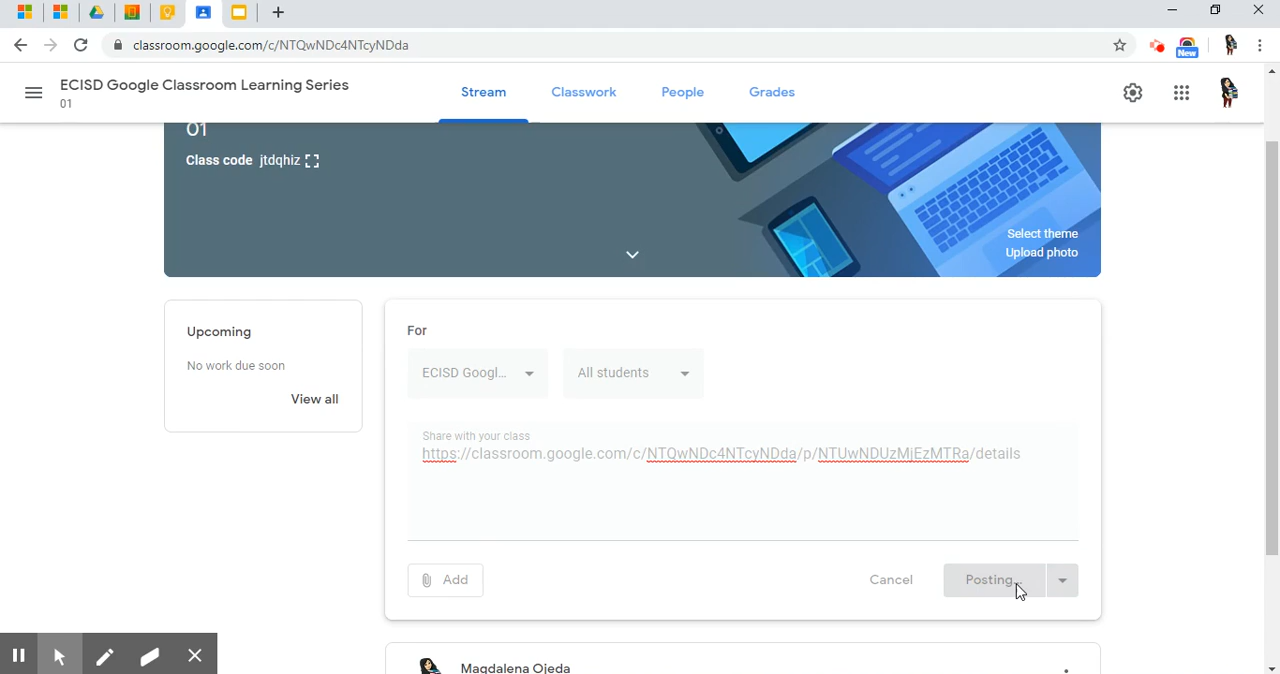 classroom.google.com/c/NTQwNDc4NTcyNDda
New
ECISD Google Classroom Learning Series
01
Stream
Classwork
People
Grades
01
Class code jtdqhiz
Select theme
Upload photo
Upcoming
No work due soon
View all
For
ECISD Googl...
All students
Share with your class
https://classroom.google.com/c/NTQwNDc4NTcyNDda/p/NTUwNDUzMjEzMTRa/details
Add
Cancel
Posting...
Magdalena Ojeda